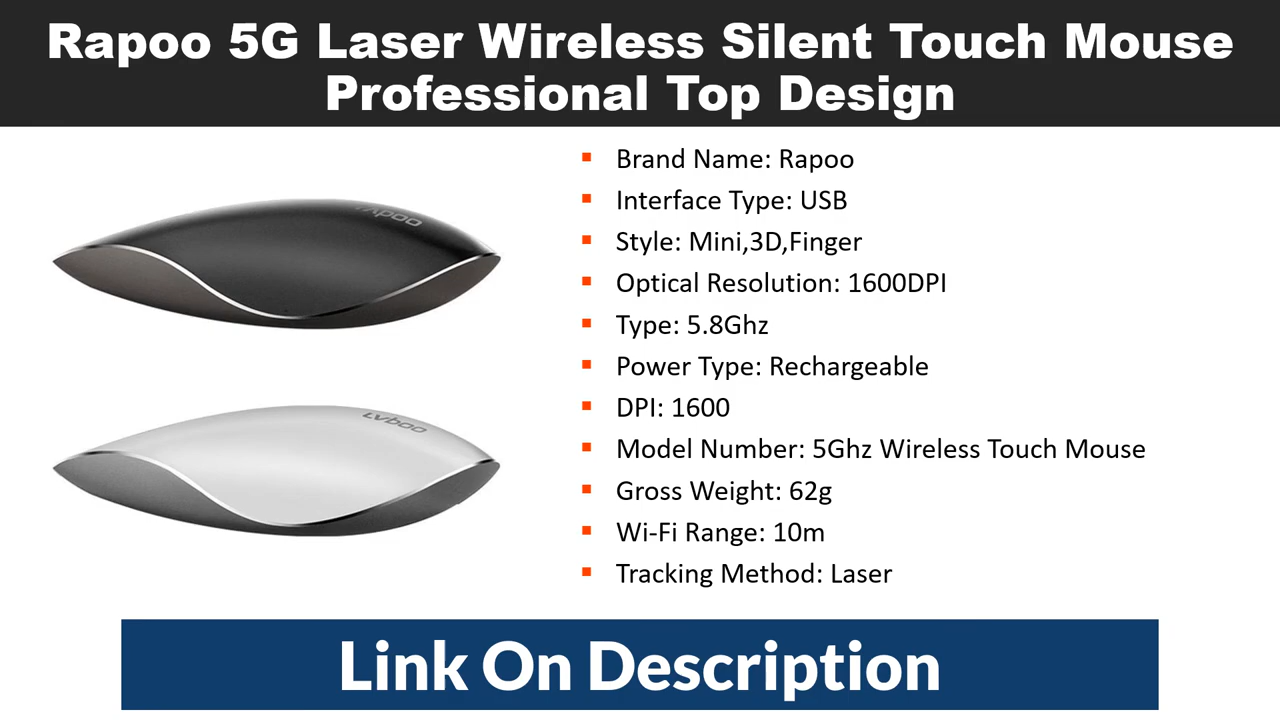 Rapoo 5G Laser Wireless Silent Touch Mouse
Professional Top Design
rapoo
Brand Name: Rapoo
Interface Type: USB
Style: Mini,3D,Finger
Optical Resolution: 1600DPI
Type: 5.8Ghz
Power Type: Rechargeable
DPI: 1600
Model Number: 5Ghz Wireless Touch Mouse
Gross Weight: 62g
Wi-Fi Range: 10m
Tracking Method: Laser
Link On Description